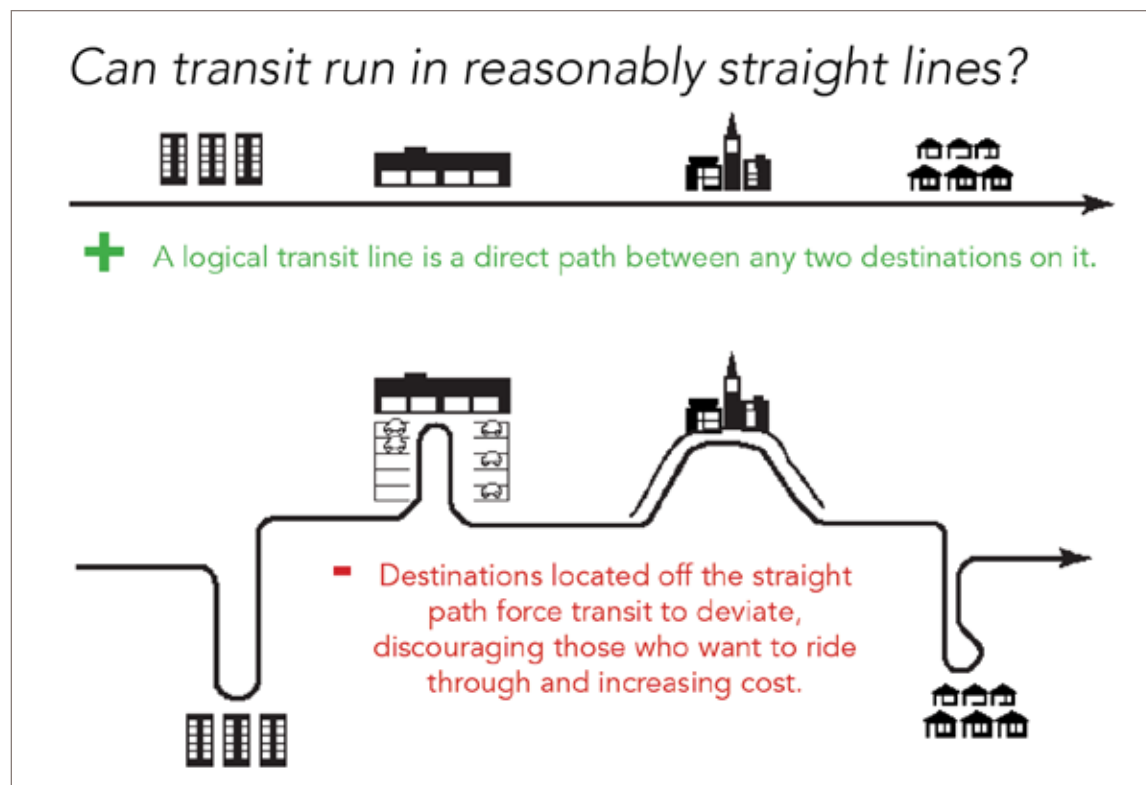 Can transit run in reasonably straight lines?
+ A logical transit line is a direct path between any two destinations on it.
- Destinations located off the straight
path force transit to deviate,
discouraging those who want to ride
through and increasing cost.